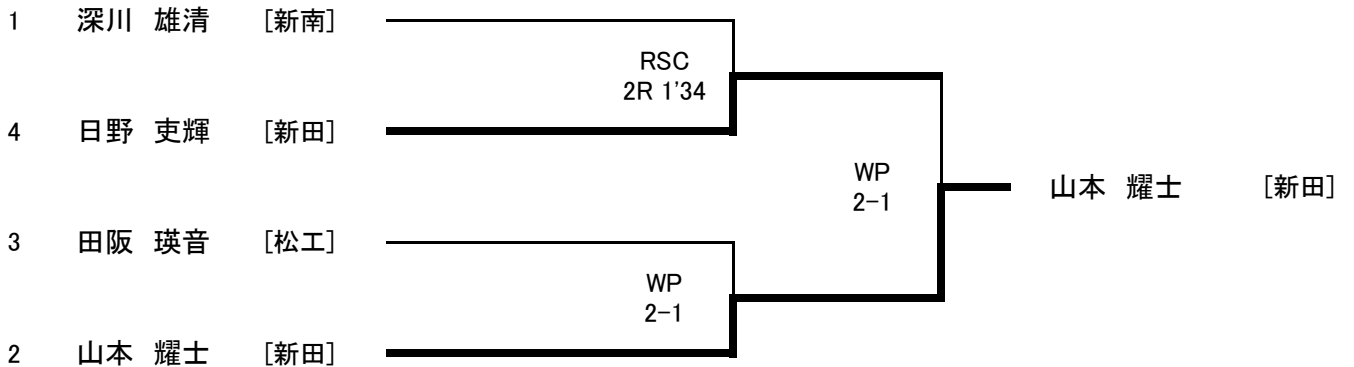 1 深川 雄清 [新南]
RSC
2R 1'34
4 日野 吏輝 [新田]
WP
2-1
山本 耀士 [新田]
3 田阪 瑛音 [松工]
WP
2-1
2 山本 耀士 [新田]